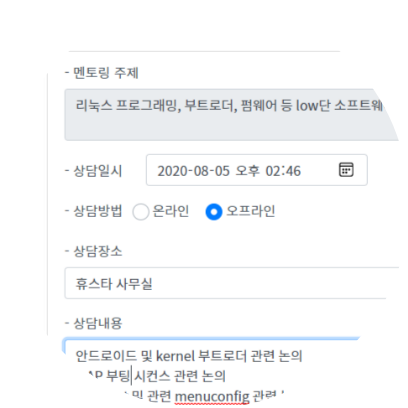 - 멘토링 주제
리눅스 프로그래밍, 부트로더, 펌웨어 등 low단 소프트웨
- 상담일시 2020-08-05 오후 02:46
- 상담방법 온라인 오프라인
- 상담장소
휴스타 사무실
- 상담내용
안드로이드 및 kernel 부트로더 관련 논의
부팅 시컨스 관련 논의
및 관련 menuconfig 관련